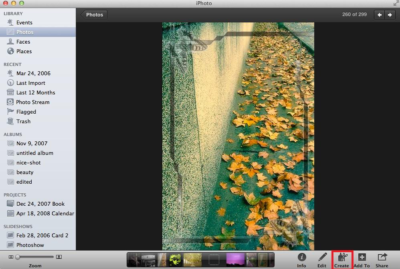 iPhoto
Photos
200 of 209
LIBRARY
Events
Photos
Faces
Places
RECENT
Mar 24, 2006
Last Import
Last 12 Months
Photo Stream
Flagged
Trash
ALBUMS
Nov 9, 2007
untitled album
nice-shot
beauty
edited
PROJECTS
Dec 24, 2007 Book
Apr 18, 2008 Calendar
SLIDESHOWS
Feb 28, 2006 Card 2
Photoshow
Zoom
Info
Edit
Create
Add To
Share